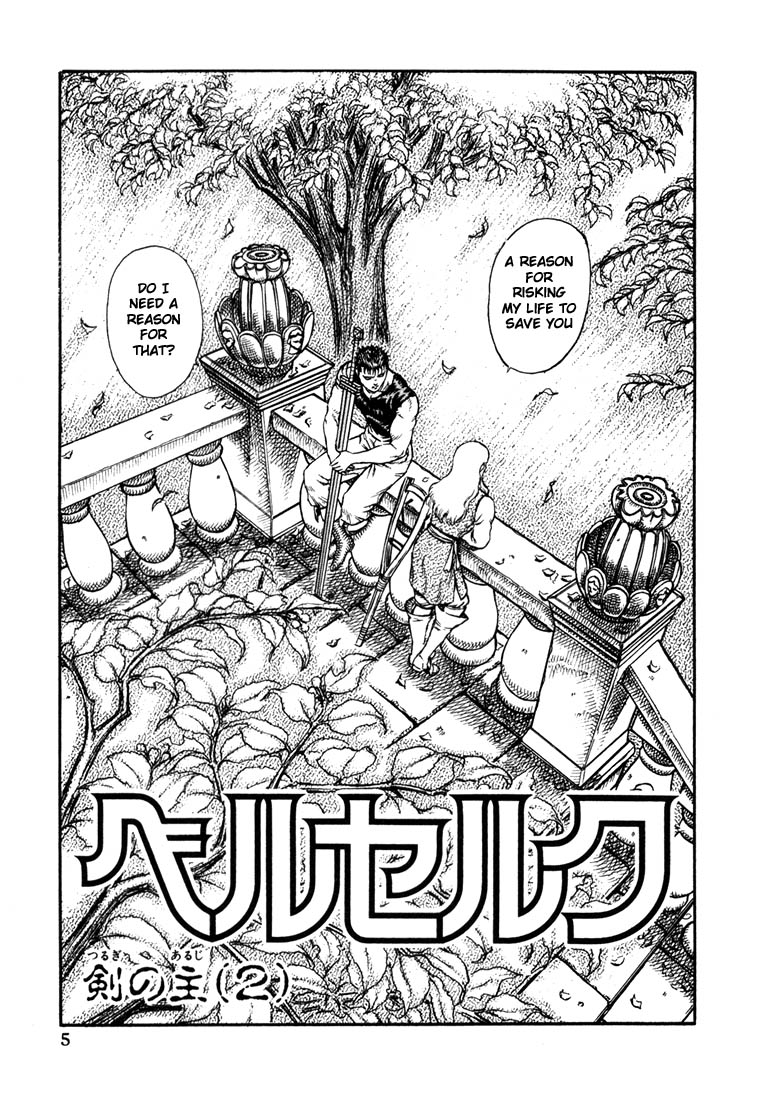 A REASON
FOR
RISKING
MY LIFE TO
SAVE YOU
DO I
NEED A
REASON
FOR
THAT?
ベルセルク
つるぎ あるじ
剣の主(2)
5